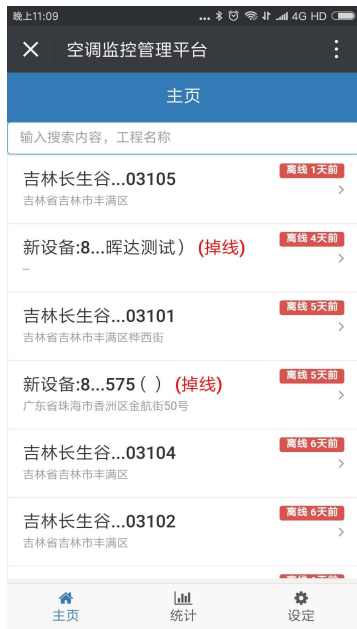 晚上11:09
... 4G HD
空调监控管理平台
主页
输入搜索内容，工程名称
吉林长生谷...03105
离线 1天前
吉林省吉林市丰满区
新设备:8...晖达测试） (掉线)
离线 4天前
--
吉林长生谷...03101
离线 5天前
吉林省吉林市丰满区桦西街
新设备:8...575 ( ) (掉线)
离线 5天前
广东省珠海市香洲区金航街50号
吉林长生谷...03104
离线 6天前
吉林省吉林市丰满区
吉林长生谷...03102
离线 6天前
吉林省吉林市丰满区
主页
统计
设定